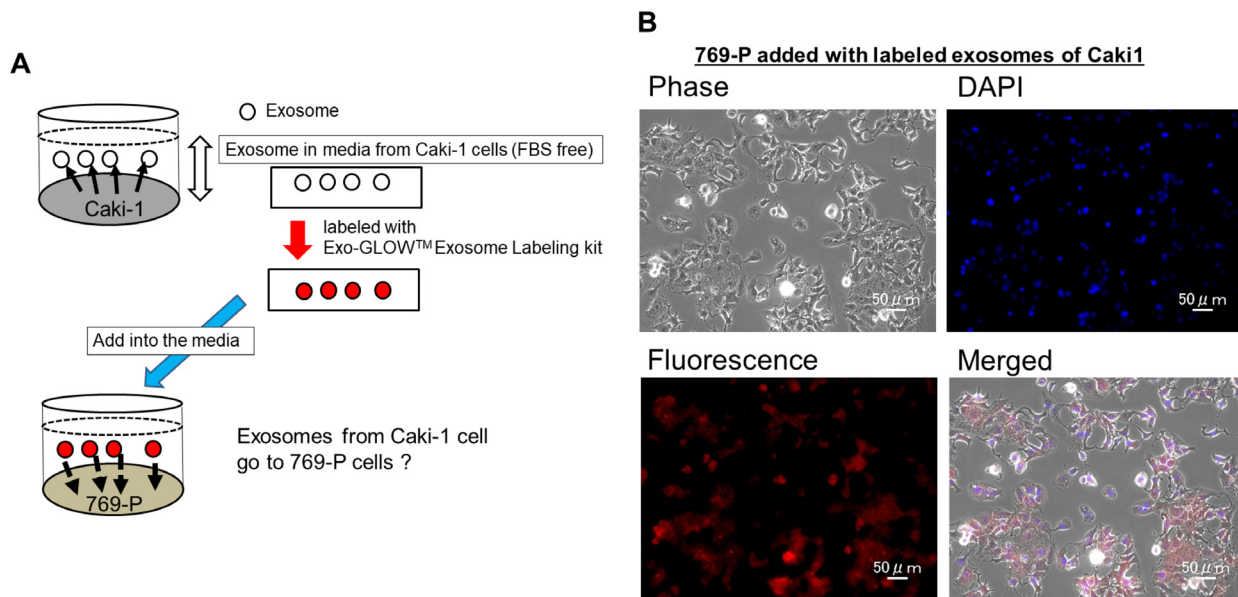 A
Exosome
Exosome in media from Caki-1 cells (FBS free)
Caki-1
labeled with
Exo-GLOW™ Exosome Labeling kit
Add into the media
769-P
Exosomes from Caki-1 cell
go to 769-P cells ?
B
769-P added with labeled exosomes of Caki1
Phase
DAPI
50 μm
50 μm
Fluorescence
Merged
50 μm
50 μm